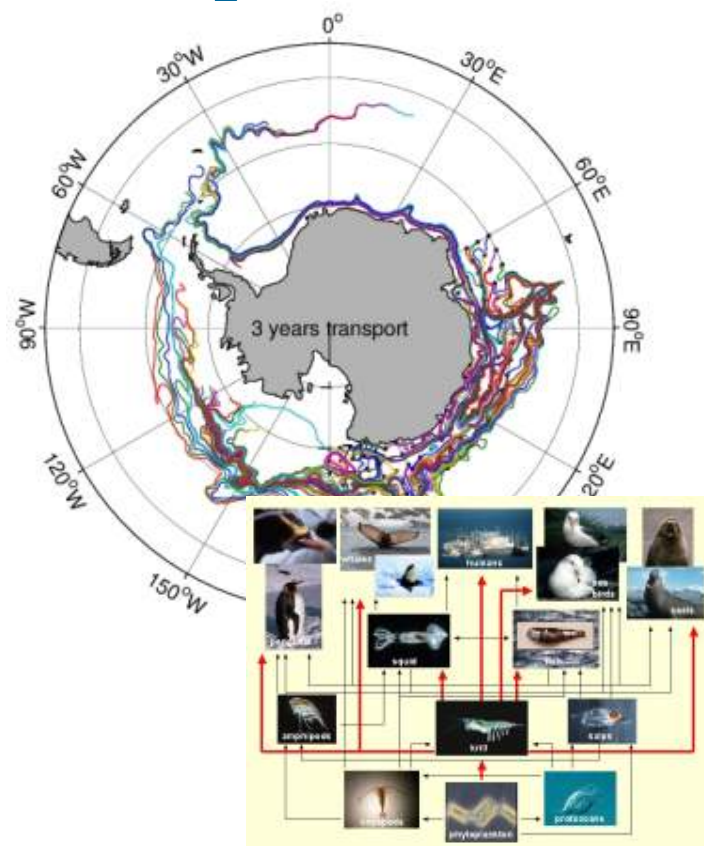 0°
30°W
30°E
60°W
60°E
90°W
3 years transport
90°E
120°W
20°E
150°W
whales
humans
sea
birds
seals
squid
fish
amphipods
krill
salps
copepods
phytoplankton
protozoans